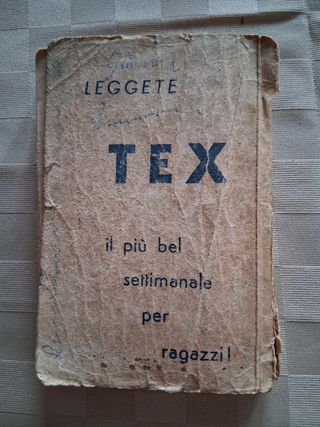 LEGGETE
TEX
il più bel
settimanale
per
ragazzi!